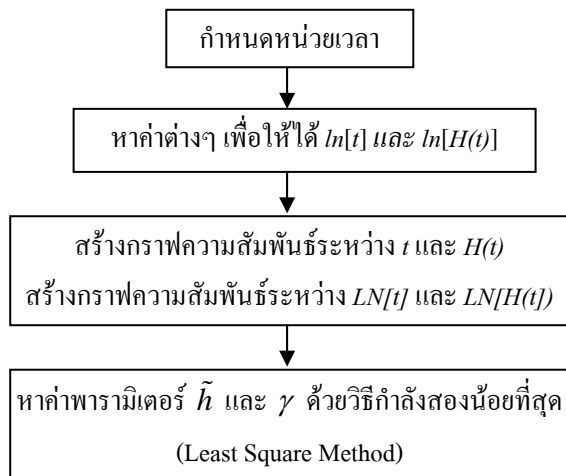 กำหนดหน่วยเวลา
หาค่าต่างๆ เพื่อให้ได้ ln[t] และ ln[H(t)]
สร้างกราฟความสัมพันธ์ระหว่าง t และ H(t)
สร้างกราฟความสัมพันธ์ระหว่าง LN[t] และ LN[H(t])
หาค่าพารามิเตอร์ h̃ และ γ ด้วยวิธีกำลังสองน้อยที่สุด
(Least Square Method)